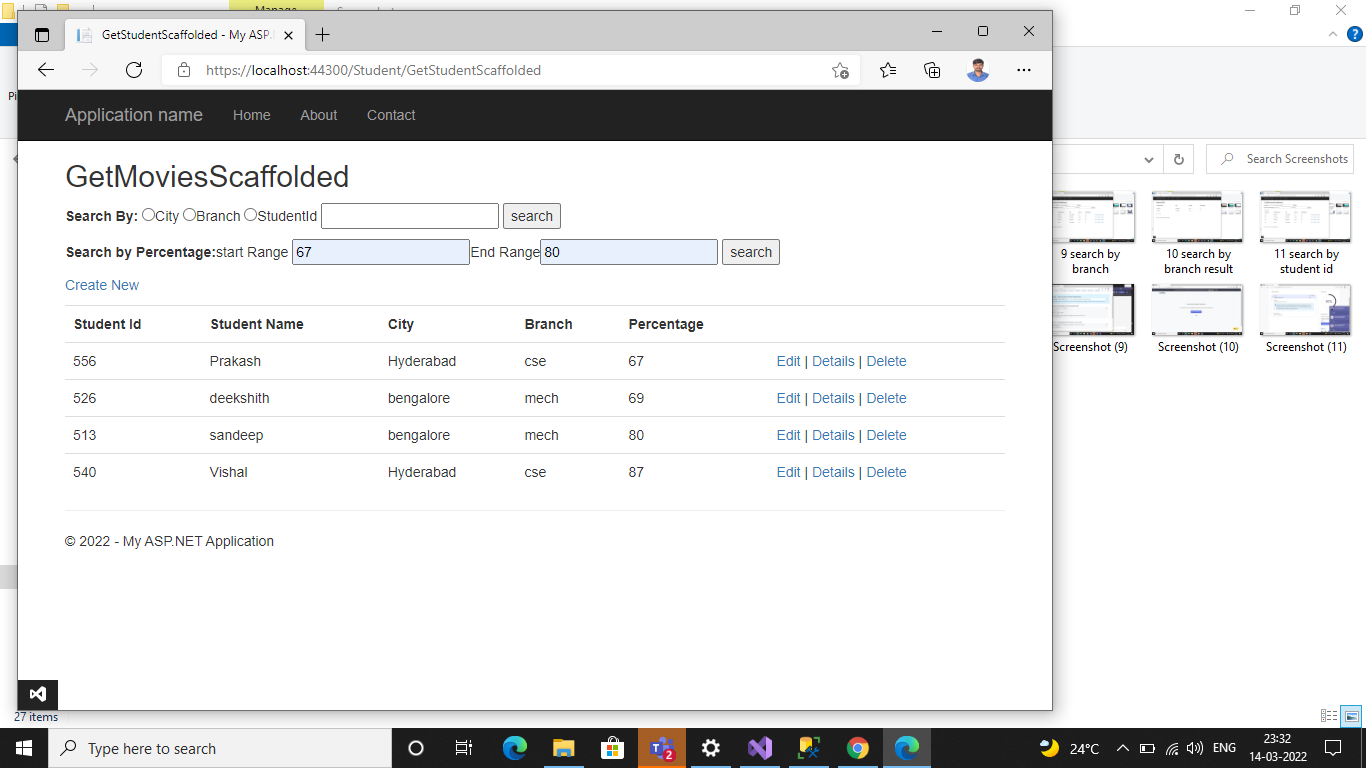 Manage
GetStudentScaffolded - My ASP.
https://localhost:44300/Student/GetStudentScaffolded
Application name Home About Contact
GetMoviesScaffolded
Search By: City Branch StudentId search
Search by Percentage:start Range 67 End Range 80 search
Create New
Student Id Student Name City Branch Percentage
556 Prakash Hyderabad cse 67 Edit | Details | Delete
526 deekshith bengalore mech 69 Edit | Details | Delete
513 sandeep bengalore mech 80 Edit | Details | Delete
540 Vishal Hyderabad cse 87 Edit | Details | Delete
© 2022 - My ASP.NET Application
Search Screenshots
9 search by branch
10 search by branch result
11 search by student id
Screenshot (9)
Screenshot (10)
Screenshot (11)
27 items
Type here to search
2
24°C
ENG
23:32
14-03-2022